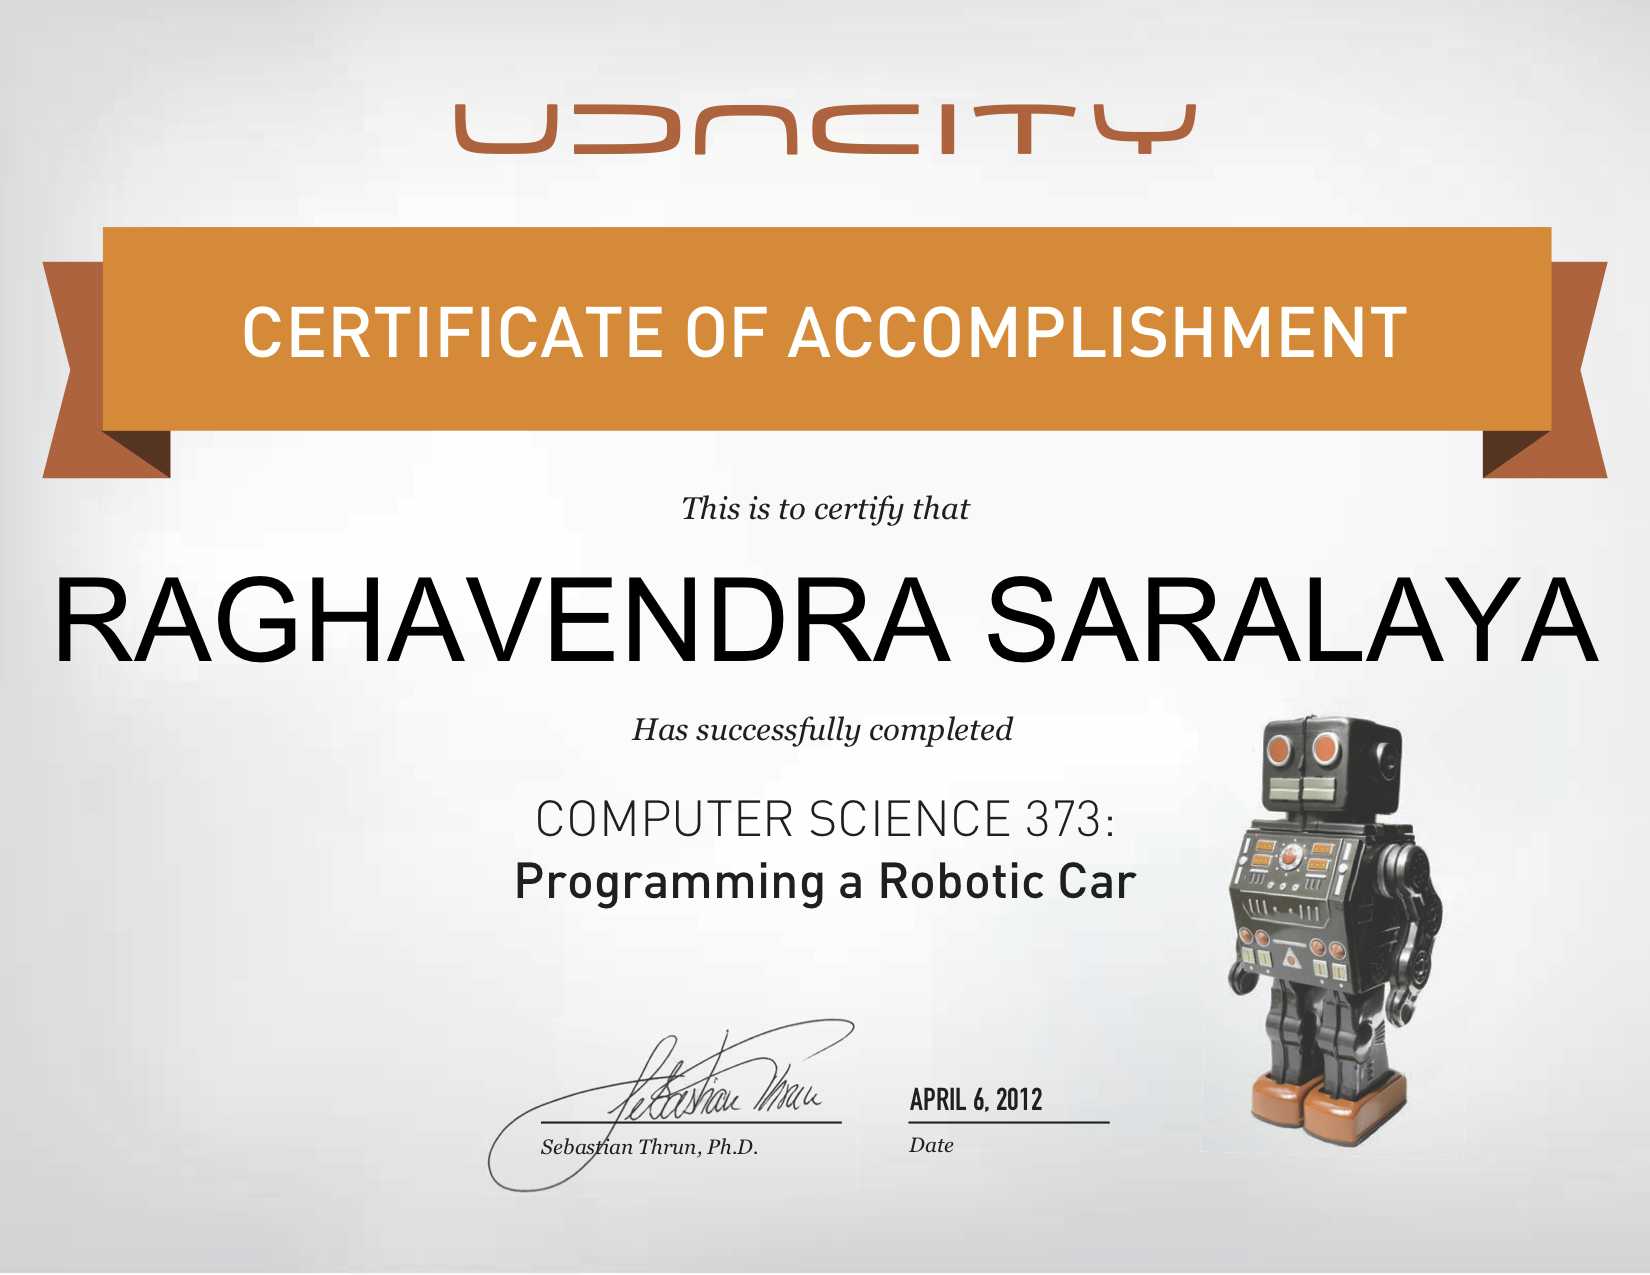 UDACITY
CERTIFICATE OF ACCOMPLISHMENT
This is to certify that
RAGHAVENDRA SARALAYA
Has successfully completed
COMPUTER SCIENCE 373:
Programming a Robotic Car
Sebastian Thrun
APRIL 6, 2012
Sebastian Thrun, Ph.D.
Date